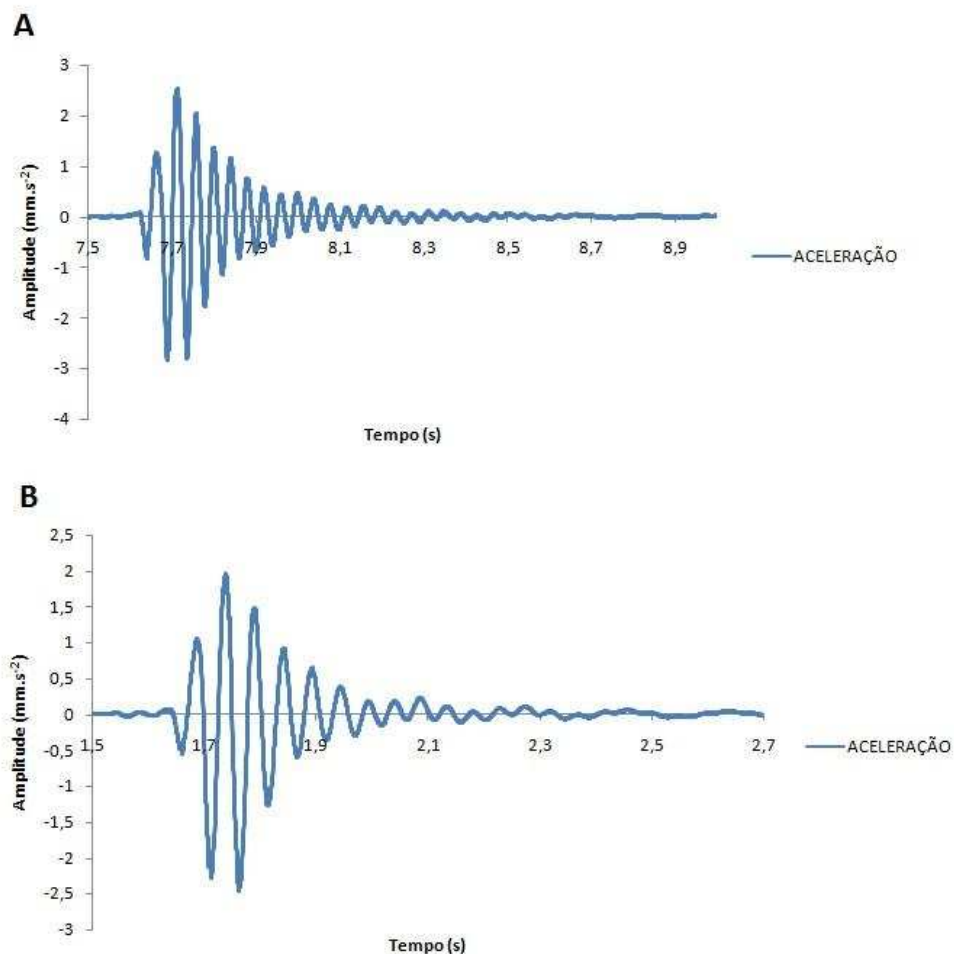 A
3
2
1
0
-1
-2
-3
-4
Amplitude (mm.s-2)
7,5 7,7 7,9 8,1 8,3 8,5 8,7 8,9
ACELERAÇÃO
Tempo (s)
B
2,5
2
1,5
1
0,5
0
-0,5
-1
-1,5
-2
-2,5
-3
Amplitude (mm.s-2)
1,5 1,7 1,9 2,1 2,3 2,5 2,7
ACELERAÇÃO
Tempo (s)